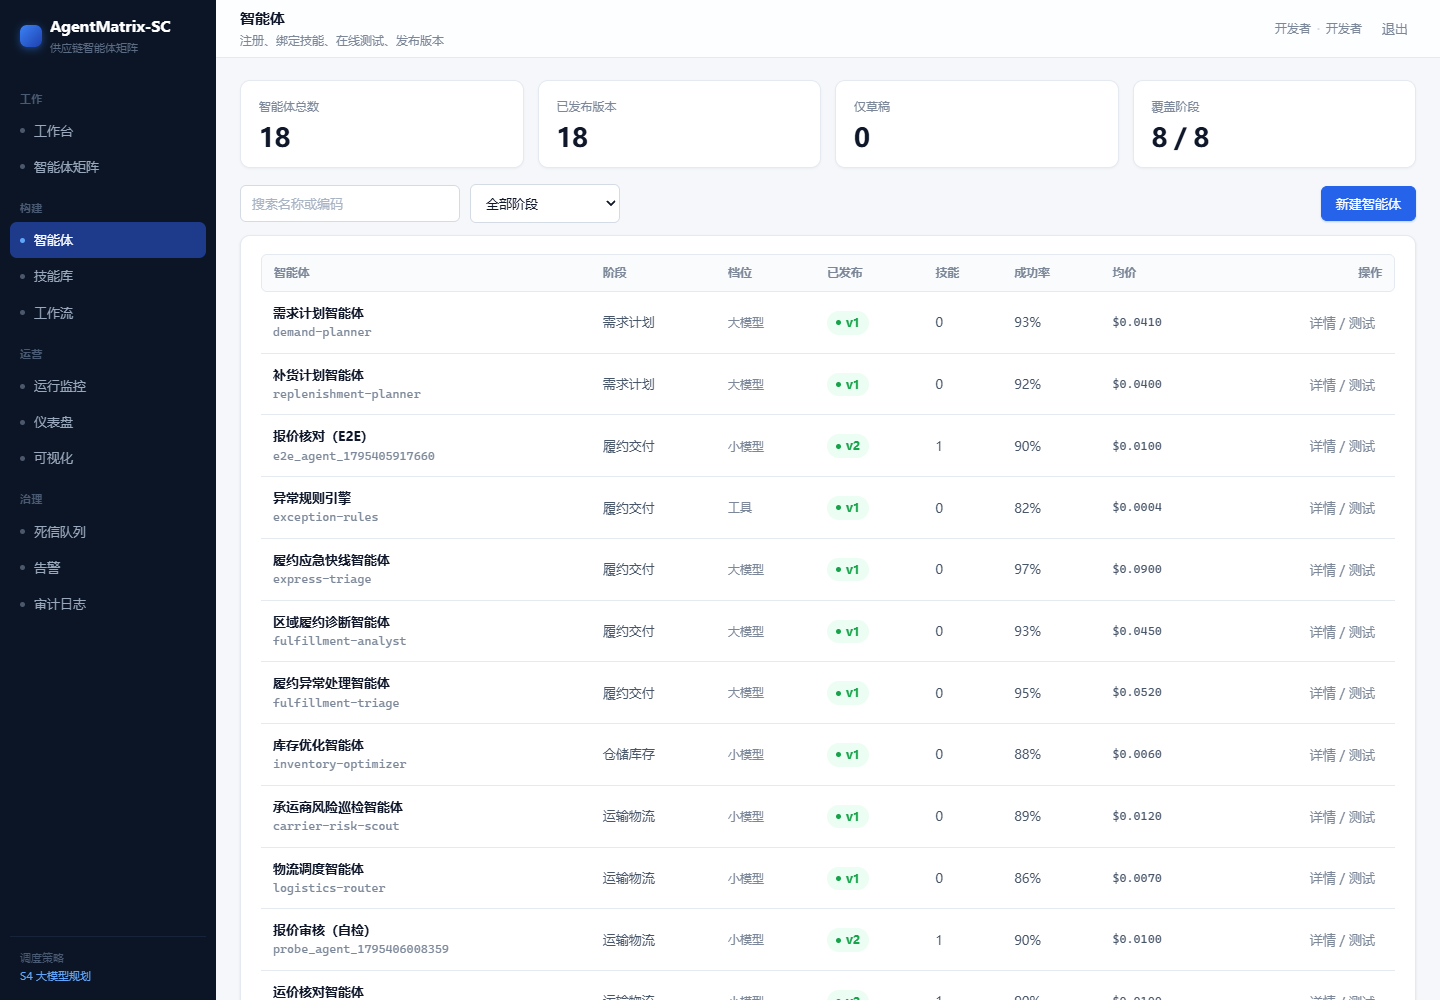 AgentMatrix-SC
供应链智能体矩阵
工作
工作台
智能体矩阵
构建
智能体
技能库
工作流
运营
运行监控
仪表盘
可视化
治理
死信队列
告警
审计日志
调度策略
S4 大模型规划
智能体
注册、绑定技能、在线测试、发布版本
开发者 · 开发者 退出
智能体总数
18
已发布版本
18
仅草稿
0
覆盖阶段
8 / 8
搜索名称或编码 全部阶段 新建智能体
智能体 阶段 档位 已发布 技能 成功率 均价 操作
需求计划智能体
demand-planner
需求计划 大模型 v1 0 93% $0.0410 详情 / 测试
补货计划智能体
replenishment-planner
需求计划 大模型 v1 0 92% $0.0400 详情 / 测试
报价核对（E2E）
e2e_agent_1795405917660
履约交付 小模型 v2 1 90% $0.0100 详情 / 测试
异常规则引擎
exception-rules
履约交付 工具 v1 0 82% $0.0004 详情 / 测试
履约应急快线智能体
express-triage
履约交付 大模型 v1 0 97% $0.0900 详情 / 测试
区域履约诊断智能体
fulfillment-analyst
履约交付 大模型 v1 0 93% $0.0450 详情 / 测试
履约异常处理智能体
fulfillment-triage
履约交付 大模型 v1 0 95% $0.0520 详情 / 测试
库存优化智能体
inventory-optimizer
仓储库存 小模型 v1 0 88% $0.0060 详情 / 测试
承运商风险巡检智能体
carrier-risk-scout
运输物流 小模型 v1 0 89% $0.0120 详情 / 测试
物流调度智能体
logistics-router
运输物流 小模型 v1 0 86% $0.0070 详情 / 测试
报价审核（自检）
probe_agent_1795406008359
运输物流 小模型 v2 1 90% $0.0100 详情 / 测试
运价核对智能体